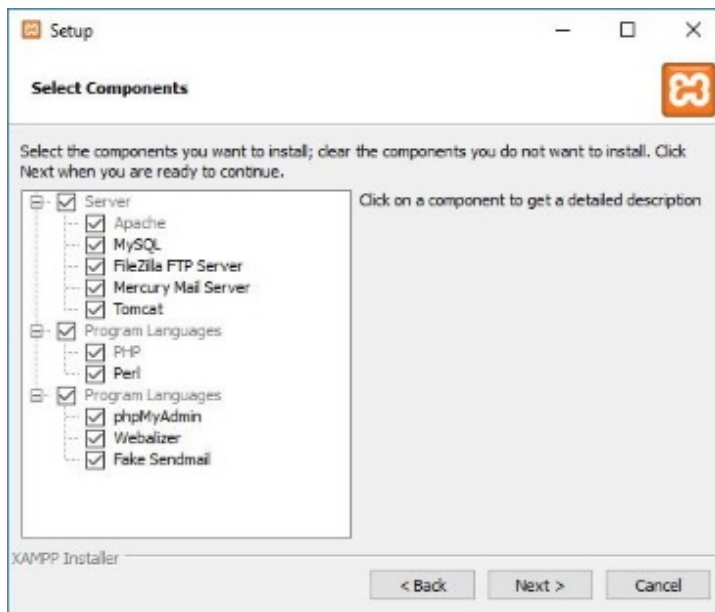 Setup
Select Components
Select the components you want to install; clear the components you do not want to install. Click
Next when you are ready to continue.
Server
Apache
MySQL
FileZilla FTP Server
Mercury Mail Server
Tomcat
Program Languages
PHP
Perl
Program Languages
phpMyAdmin
Webalizer
Fake Sendmail
Click on a component to get a detailed description
XAMPP Installer
< Back
Next >
Cancel